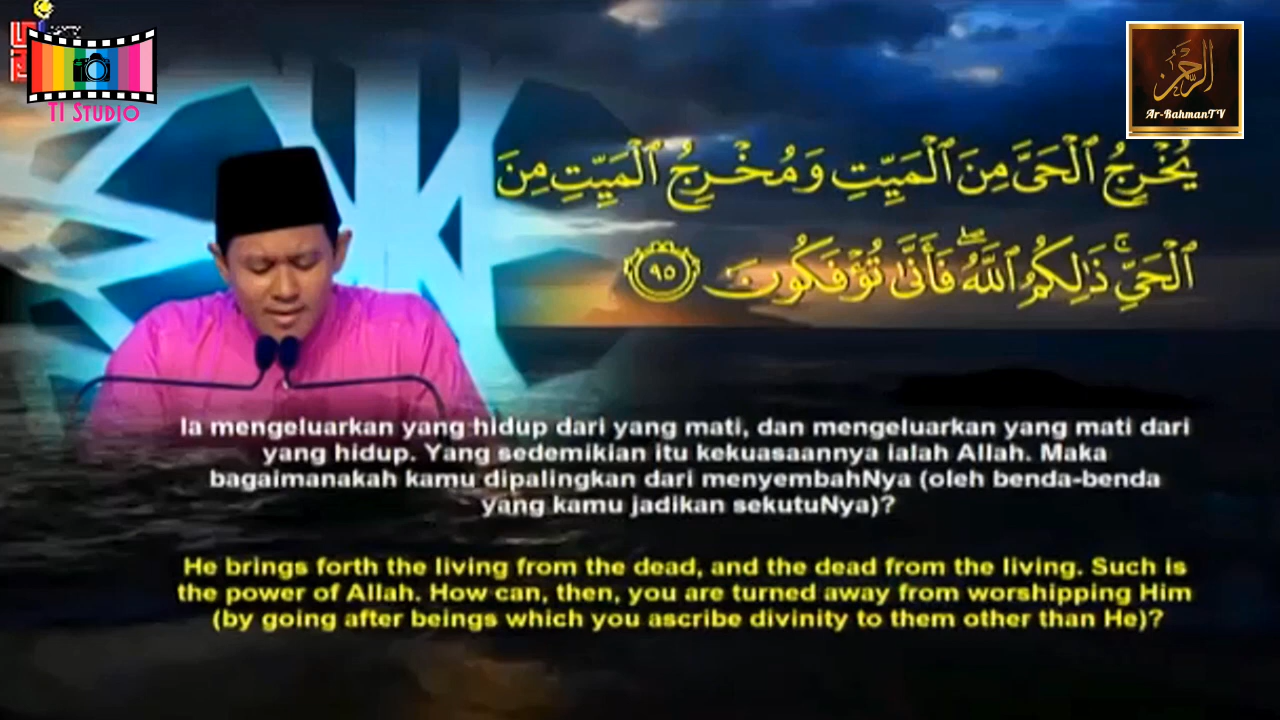 TI STUDIO
الرحمن
Ar-RahmanTV
يُخْرِجُ ٱلْحَىَّ مِنَ ٱلْمَيِّتِ وَمُخْرِجُ ٱلْمَيِّتِ مِنَ
ٱلْحَيِّۚ ذَٰلِكُمُ ٱللَّهُۖ فَأَنَّىٰ تُؤْفَكُونَ ٩٥
Ia mengeluarkan yang hidup dari yang mati, dan mengeluarkan yang mati dari
yang hidup. Yang sedemikian itu kekuasaannya ialah Allah. Maka
bagaimanakah kamu dipalingkan dari menyembahNya (oleh benda-benda
yang kamu jadikan sekutuNya)?
He brings forth the living from the dead, and the dead from the living. Such is
the power of Allah. How can, then, you are turned away from worshipping Him
(by going after beings which you ascribe divinity to them other than He)?